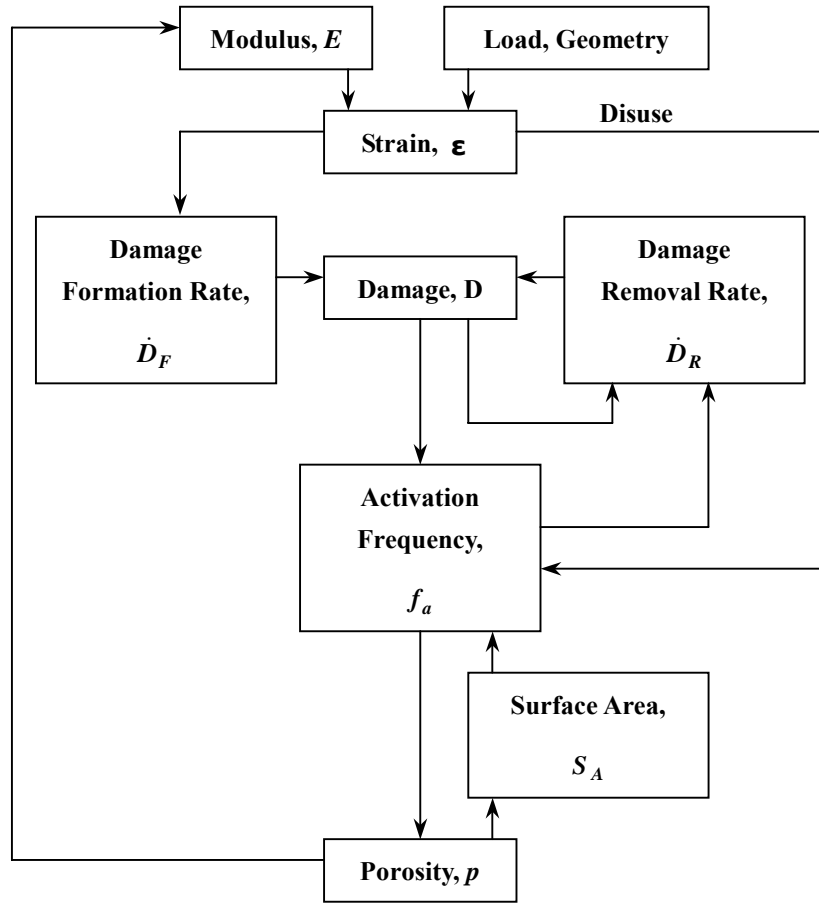 Modulus, E
Load, Geometry
Disuse
Strain, ε
Damage
Formation Rate,
Ḋ_F
Damage, D
Damage
Removal Rate,
Ḋ_R
Activation
Frequency,
f_a
Surface Area,
S_A
Porosity, p